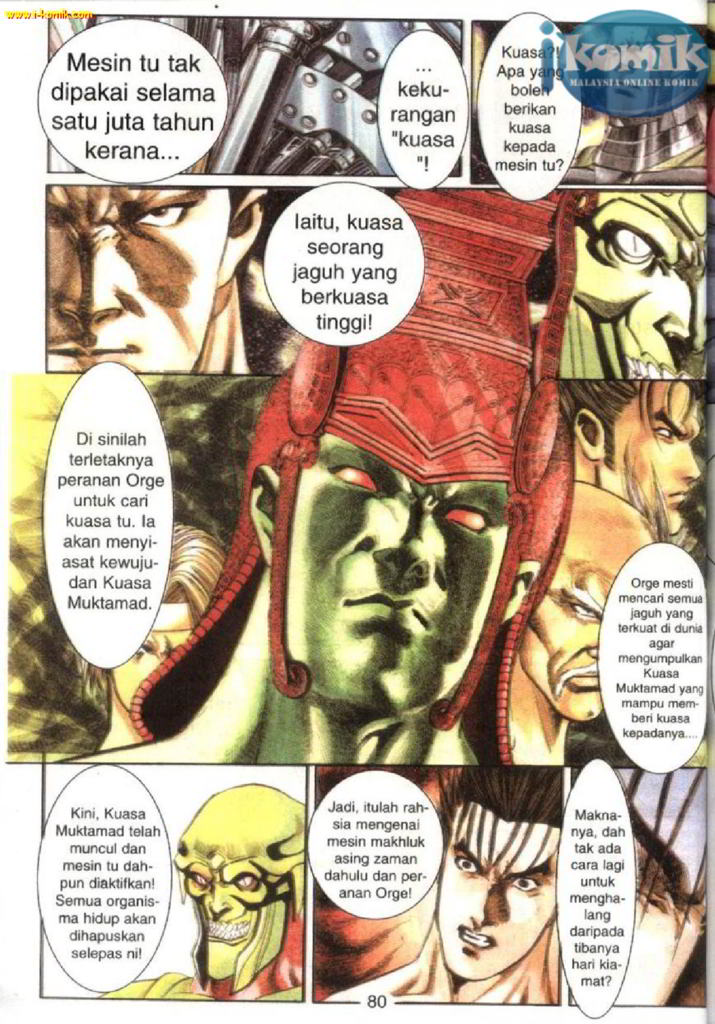 www.i-komik.com
ikomik
MALAYSIA ONLINE KOMIK
Mesin tu tak
dipakai selama
satu juta tahun
kerana...
...
keku-
rangan
"kuasa
"!
Kuasa?!
Apa yang
boleh
berikan
kuasa
kepada
mesin tu?
Iaitu, kuasa
seorang
jaguh yang
berkuasa
tinggi!
Di sinilah
terletaknya
peranan Orge
untuk cari
kuasa tu. Ia
akan menyi-
asat kewuju-
dan Kuasa
Muktamad.
Orge mesti
mencari semua
jaguh yang
terkuat di dunia
agar
mengumpulkan
Kuasa
Muktamad yang
mampu mem-
beri kuasa
kepadanya....
Kini, Kuasa
Muktamad telah
muncul dan
mesin tu dah-
pun diaktifkan!
Semua organis-
ma hidup akan
dihapuskan
selepas ni!
Jadi, itulah rah-
sia mengenai
mesin makhluk
asing zaman
dahulu dan per-
anan Orge!
Makna-
nya, dah
tak ada
cara lagi
untuk
mengha-
lang
daripada
tibanya
hari kia-
mat?
80